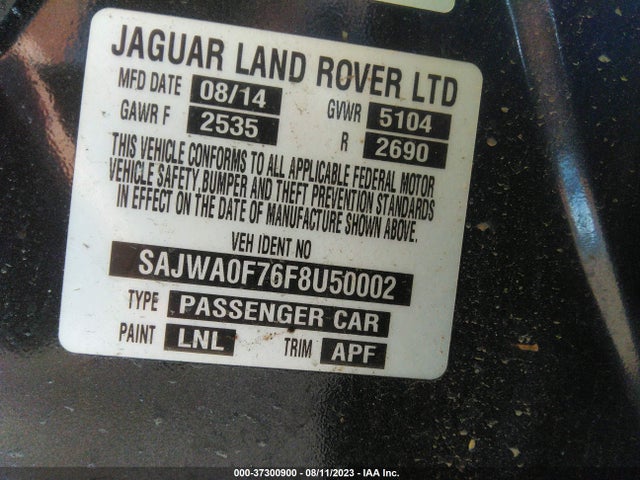 JAGUAR LAND ROVER LTD
MFD DATE 08/14 GVWR 5104
GAWR F 2535 R 2690
THIS VEHICLE CONFORMS TO ALL APPLICABLE FEDERAL MOTOR
VEHICLE SAFETY, BUMPER AND THEFT PREVENTION STANDARDS
IN EFFECT ON THE DATE OF MANUFACTURE SHOWN ABOVE.
VEH IDENT NO
SAJWA0F76F8U50002
TYPE PASSENGER CAR
PAINT LNL TRIM APF
000-37300900 - 08/11/2023 - IAA Inc.